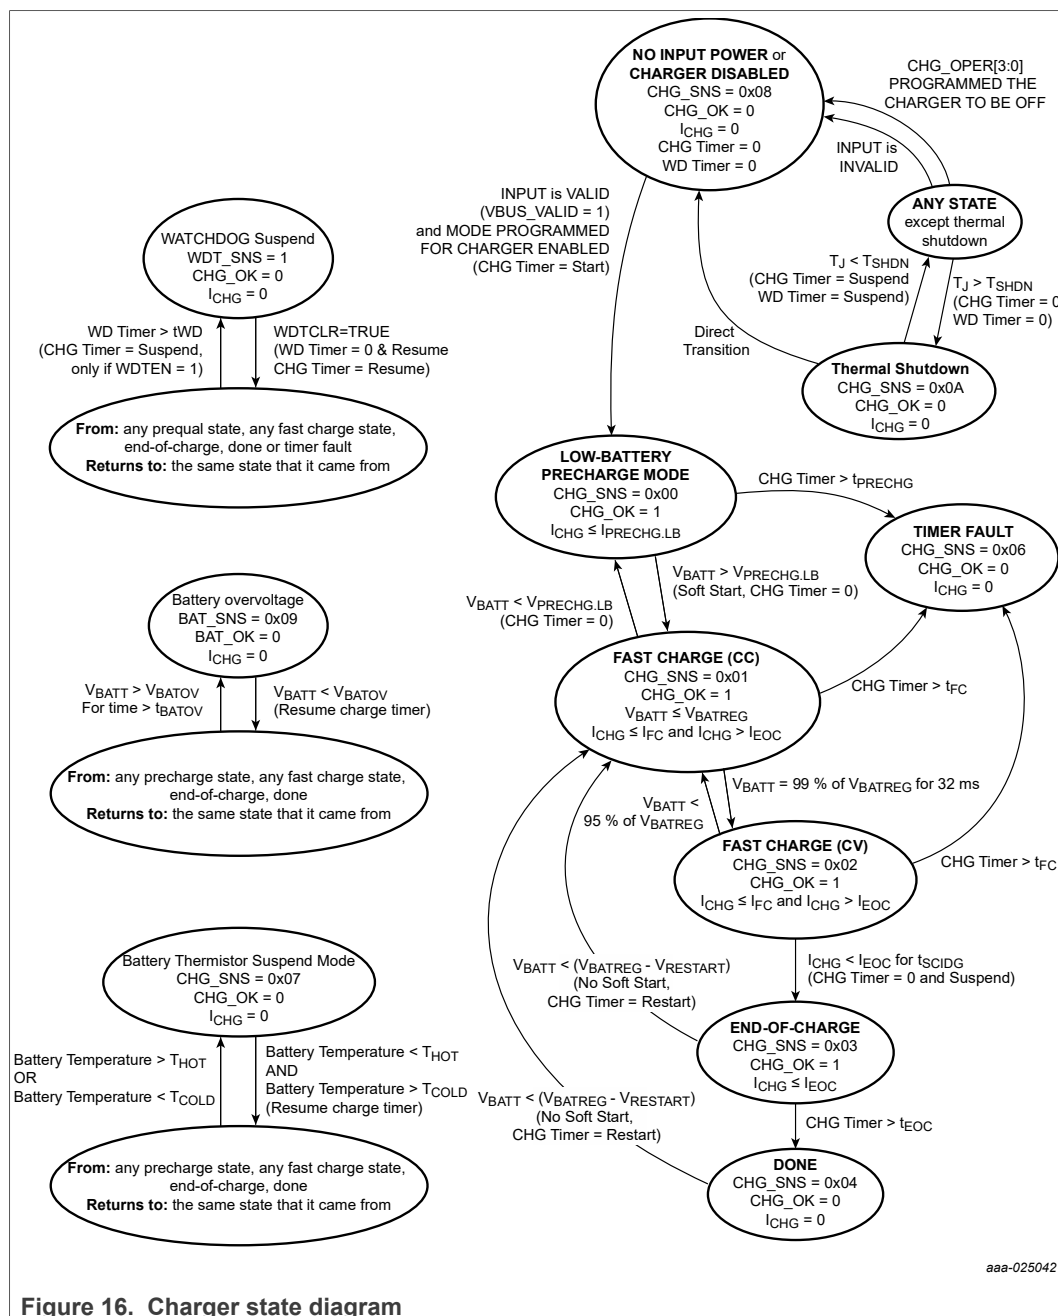 NO INPUT POWER or
CHARGER DISABLED
CHG_SNS = 0x08
CHG_OK = 0
ICHG = 0
CHG Timer = 0
WD Timer = 0
CHG_OPER[3:0]
PROGRAMMED THE
CHARGER TO BE OFF
INPUT is
INVALID
ANY STATE
except thermal
shutdown
TJ < TSHDN
(CHG Timer = Suspend
WD Timer = Suspend)
TJ > TSHDN
(CHG Timer = 0
WD Timer = 0)
Direct
Transition
Thermal Shutdown
CHG_SNS = 0x0A
CHG_OK = 0
ICHG = 0
INPUT is VALID
(VBUS_VALID = 1)
and MODE PROGRAMMED
FOR CHARGER ENABLED
(CHG Timer = Start)
WATCHDOG Suspend
WDT_SNS = 1
CHG_OK = 0
ICHG = 0
WD Timer > tWD
(CHG Timer = Suspend,
only if WDTEN = 1)
WDTCLR=TRUE
(WD Timer = 0 & Resume
CHG Timer = Resume)
From: any prequal state, any fast charge state,
end-of-charge, done or timer fault
Returns to: the same state that it came from
LOW-BATTERY
PRECHARGE MODE
CHG_SNS = 0x00
CHG_OK = 1
ICHG ≤ IPRECHG.LB
CHG Timer > tPRECHG
TIMER FAULT
CHG_SNS = 0x06
CHG_OK = 0
ICHG = 0
VBATT < VPRECHG.LB
(CHG Timer = 0)
VBATT > VPRECHG.LB
(Soft Start, CHG Timer = 0)
Battery overvoltage
BAT_SNS = 0x09
BAT_OK = 0
ICHG = 0
VBATT > VBATOV
For time > tBATOV
VBATT < VBATOV
(Resume charge timer)
From: any precharge state, any fast charge state,
end-of-charge, done
Returns to: the same state that it came from
FAST CHARGE (CC)
CHG_SNS = 0x01
CHG_OK = 1
VBATT ≤ VBATREG
ICHG ≤ IFC and ICHG > IEOC
CHG Timer > tFC
VBATT = 99 % of VBATREG for 32 ms
VBATT <
95 % of VBATREG
FAST CHARGE (CV)
CHG_SNS = 0x02
CHG_OK = 1
ICHG ≤ IFC and ICHG > IEOC
CHG Timer > tFC
ICHG < IEOC for tSCIDG
(CHG Timer = 0 and Suspend)
VBATT < (VBATREG - VRESTART)
(No Soft Start,
CHG Timer = Restart)
END-OF-CHARGE
CHG_SNS = 0x03
CHG_OK = 1
ICHG ≤ IEOC
Battery Thermistor Suspend Mode
CHG_SNS = 0x07
CHG_OK = 0
ICHG = 0
Battery Temperature > THOT
OR
Battery Temperature < TCOLD
Battery Temperature < THOT
AND
Battery Temperature > TCOLD
(Resume charge timer)
From: any precharge state, any fast charge state,
end-of-charge, done
Returns to: the same state that it came from
VBATT < (VBATREG - VRESTART)
(No Soft Start,
CHG Timer = Restart)
CHG Timer > tEOC
DONE
CHG_SNS = 0x04
CHG_OK = 0
ICHG = 0
aaa-025042
Figure 16. Charger state diagram